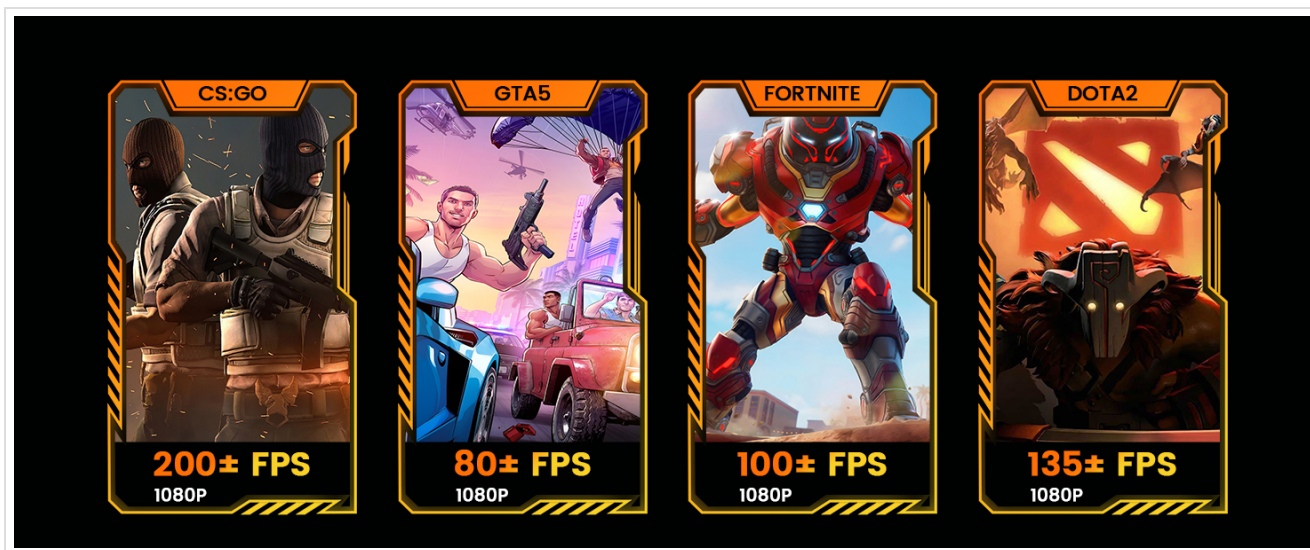 CS:GO
200± FPS
1080P
GTA5
80± FPS
1080P
FORTNITE
100± FPS
1080P
DOTA2
135± FPS
1080P